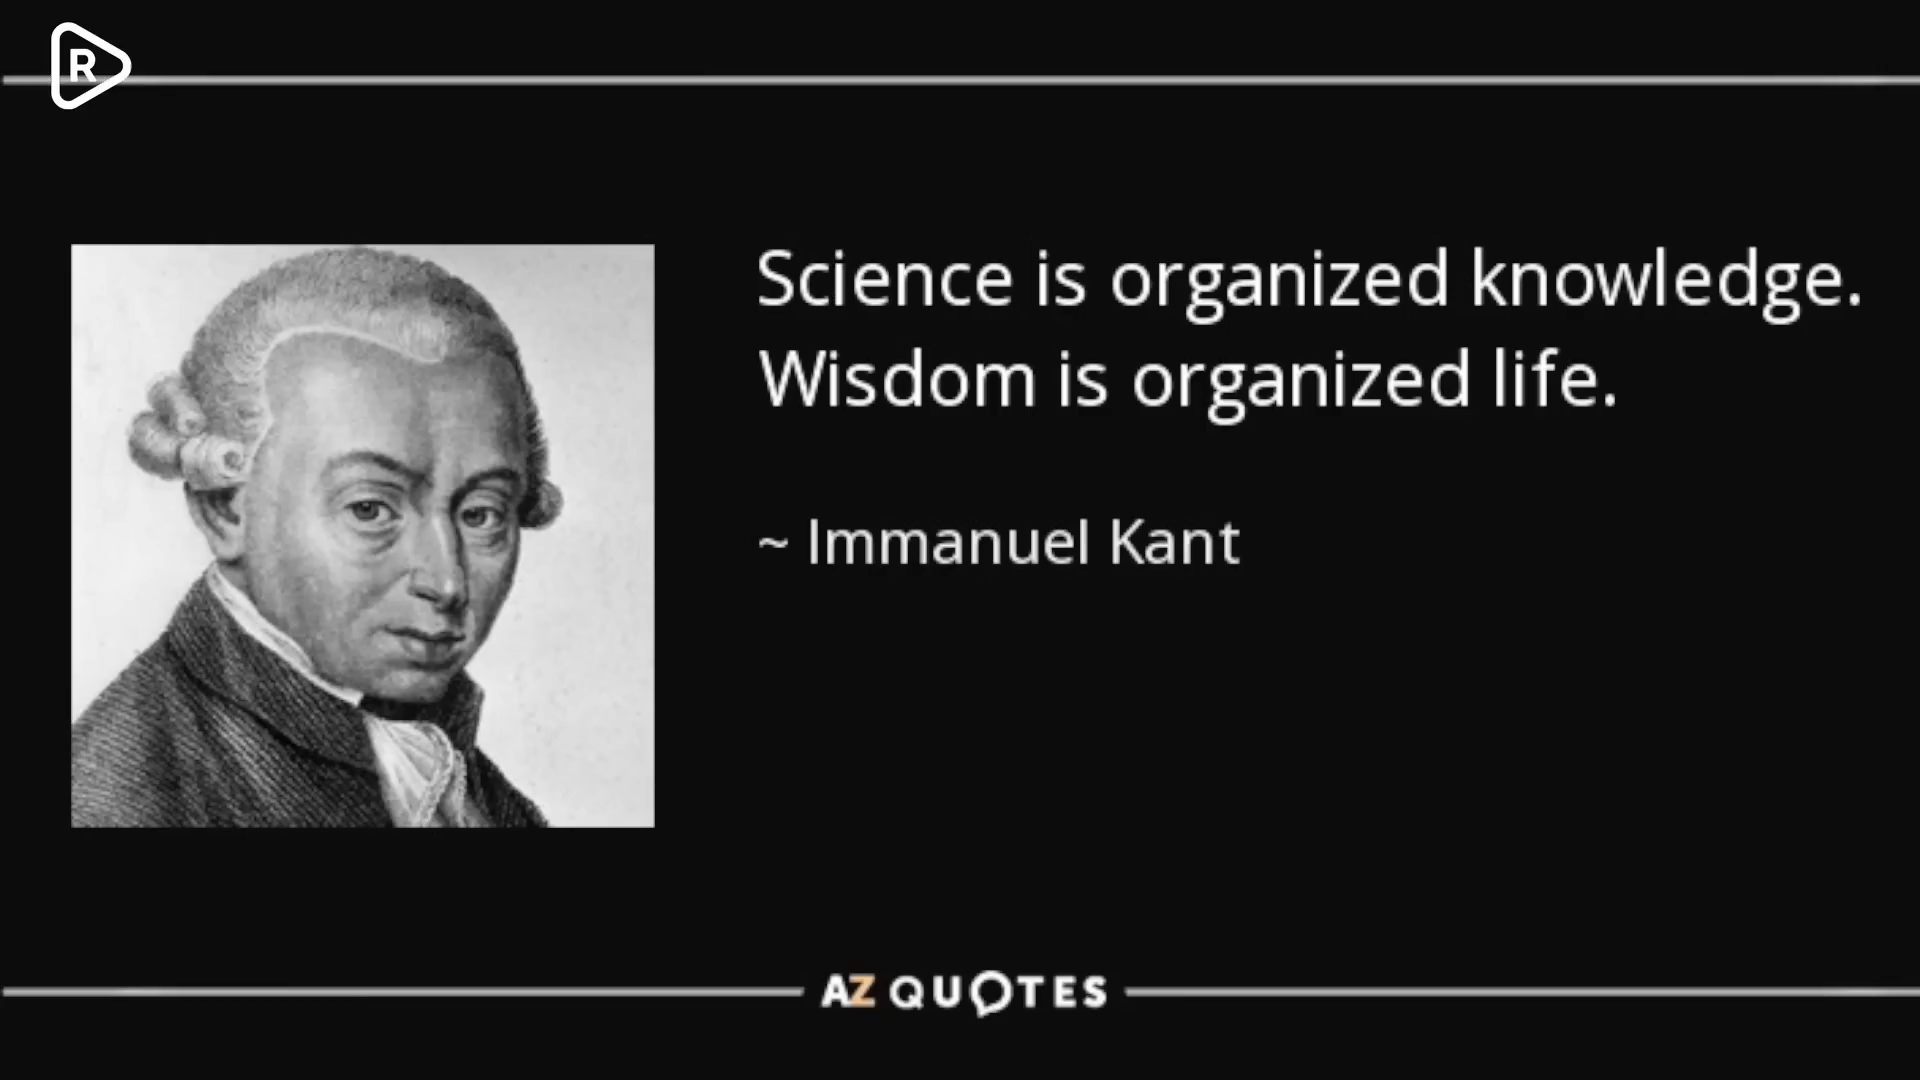 R
Science is organized knowledge.
Wisdom is organized life.
~ Immanuel Kant
AZ QUOTES